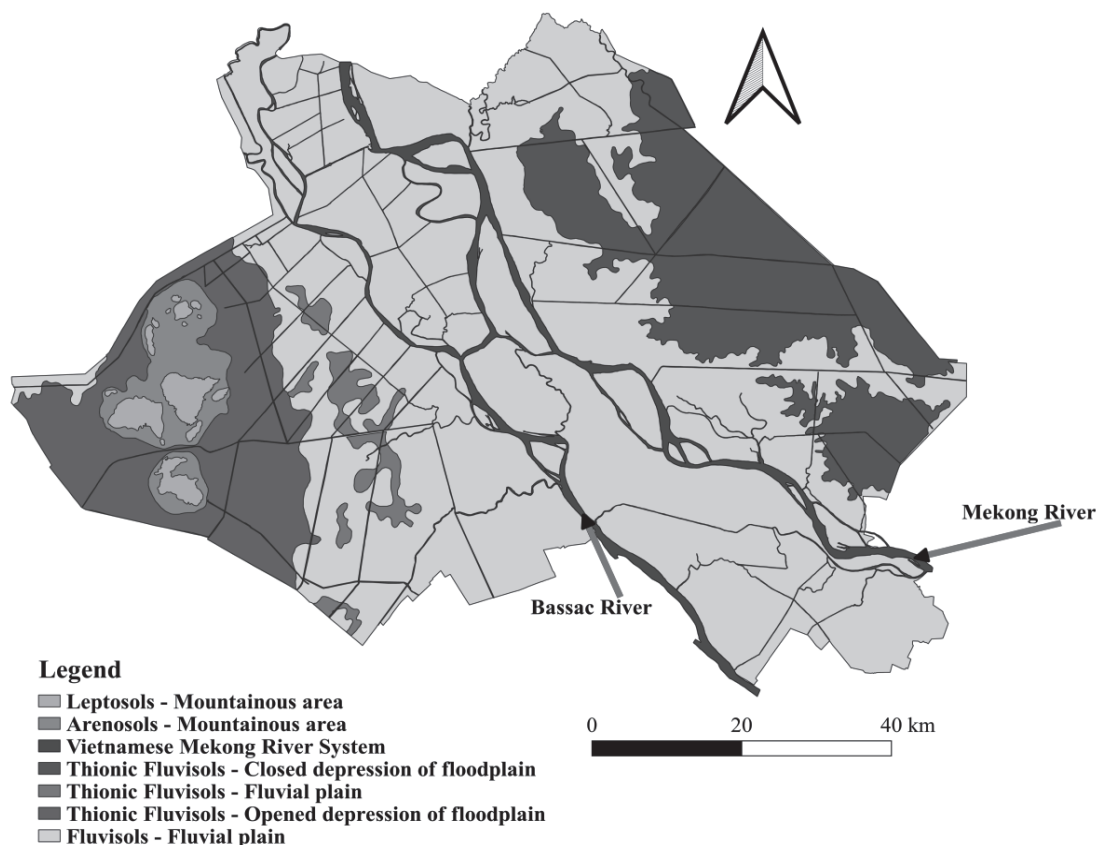 Mekong River
Bassac River
Legend
Leptosols - Mountainous area
Arenosols - Mountainous area
Vietnamese Mekong River System
Thionic Fluvisols - Closed depression of floodplain
Thionic Fluvisols - Fluvial plain
Thionic Fluvisols - Opened depression of floodplain
Fluvisols - Fluvial plain
0 20 40 km